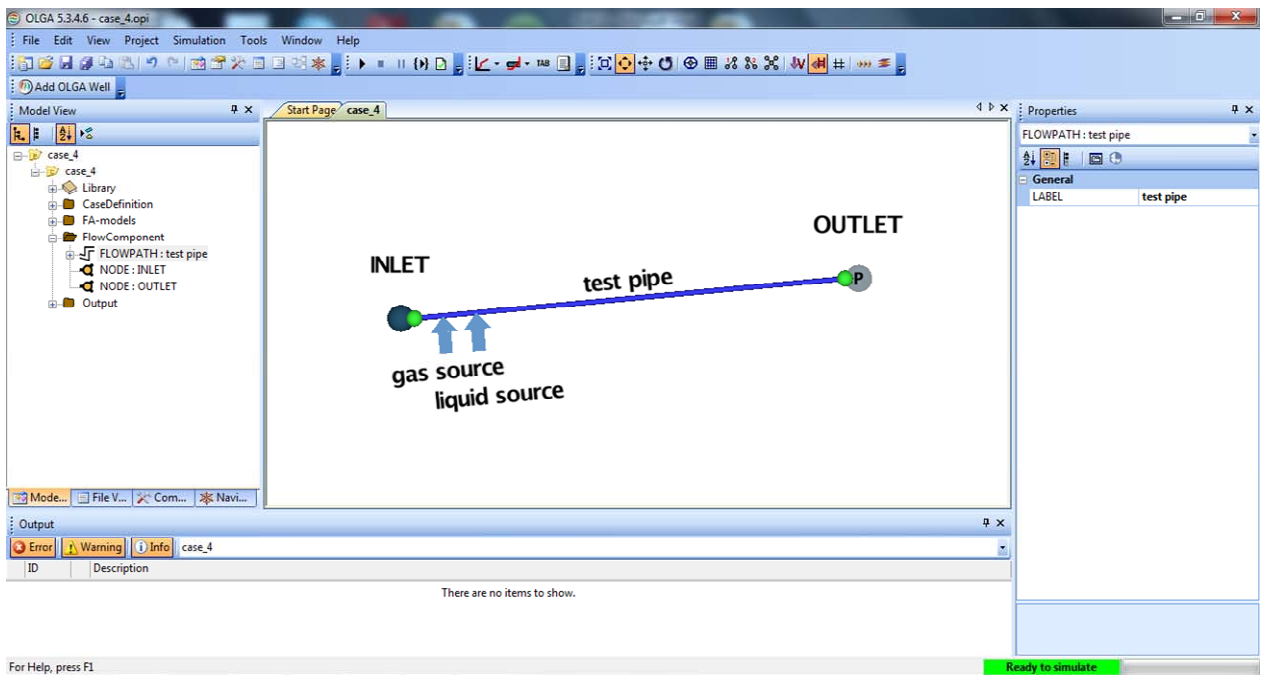 OLGA 5.3.4.6 - case_4.opi
File Edit View Project Simulation Tools Window Help
TAB
Add OLGA Well
Model View
Start Page case_4
Properties
FLOWPATH : test pipe
case_4
case_4
Library
CaseDefinition
FA-models
FlowComponent
FLOWPATH : test pipe
NODE : INLET
NODE : OUTLET
Output
General
LABEL test pipe
OUTLET
INLET
test pipe
P
gas source
liquid source
Mode... File V... Com... Navi...
Output
Error Warning Info case_4
ID Description
There are no items to show.
For Help, press F1
Ready to simulate